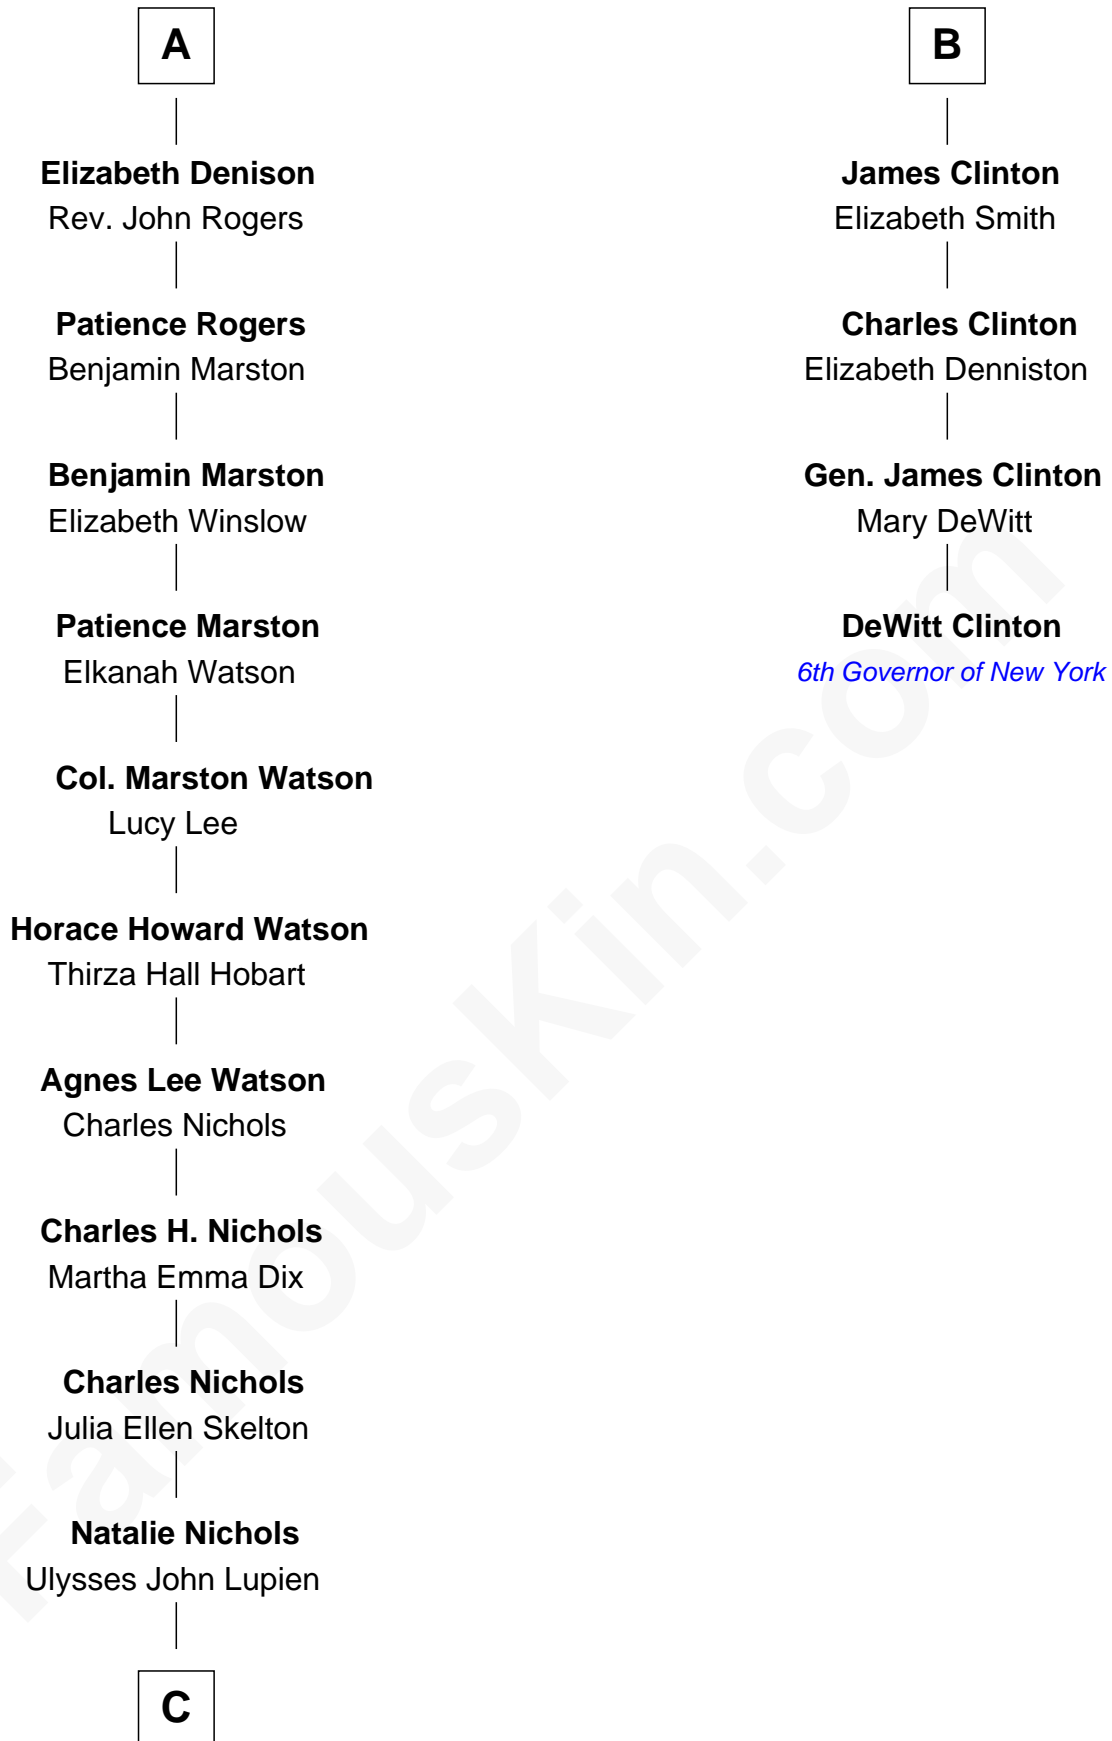 A
Elizabeth Denison
Rev. John Rogers
Patience Rogers
Benjamin Marston
Benjamin Marston
Elizabeth Winslow
Patience Marston
Elkanah Watson
Col. Marston Watson
Lucy Lee
Horace Howard Watson
Thirza Hall Hobart
Agnes Lee Watson
Charles Nichols
Charles H. Nichols
Martha Emma Dix
Charles Nichols
Julia Ellen Skelton
Natalie Nichols
Ulysses John Lupien
C
B
James Clinton
Elizabeth Smith
Charles Clinton
Elizabeth Denniston
Gen. James Clinton
Mary DeWitt
DeWitt Clinton
6th Governor of New York
FamousKin.com